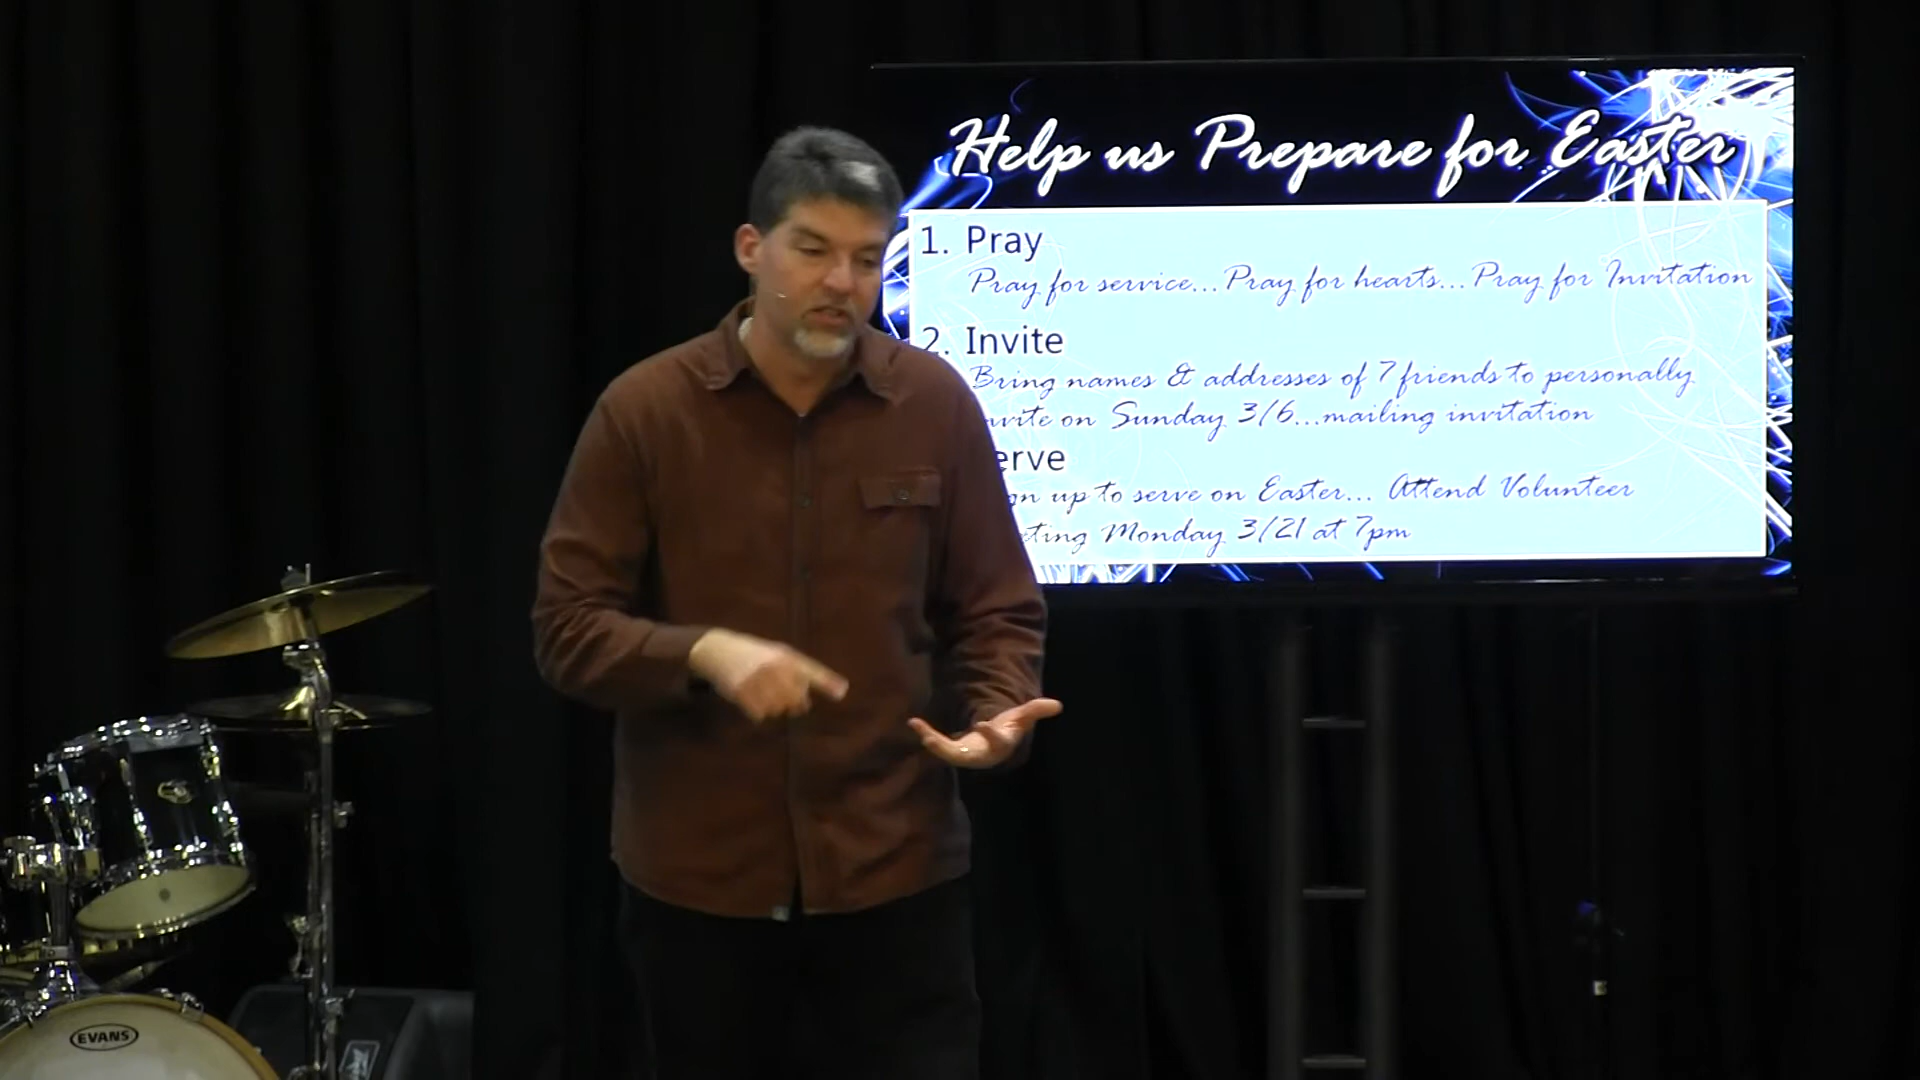 Help us Prepare for Easter
1. Pray
Pray for service...Pray for hearts...Pray for Invitation
2. Invite
Bring names & addresses of 7 friends to personally
on Sunday 3/6...mailing invitation
up to serve on Easter... Attend Volunteer
Monday 3/21 at 7pm
EVANS